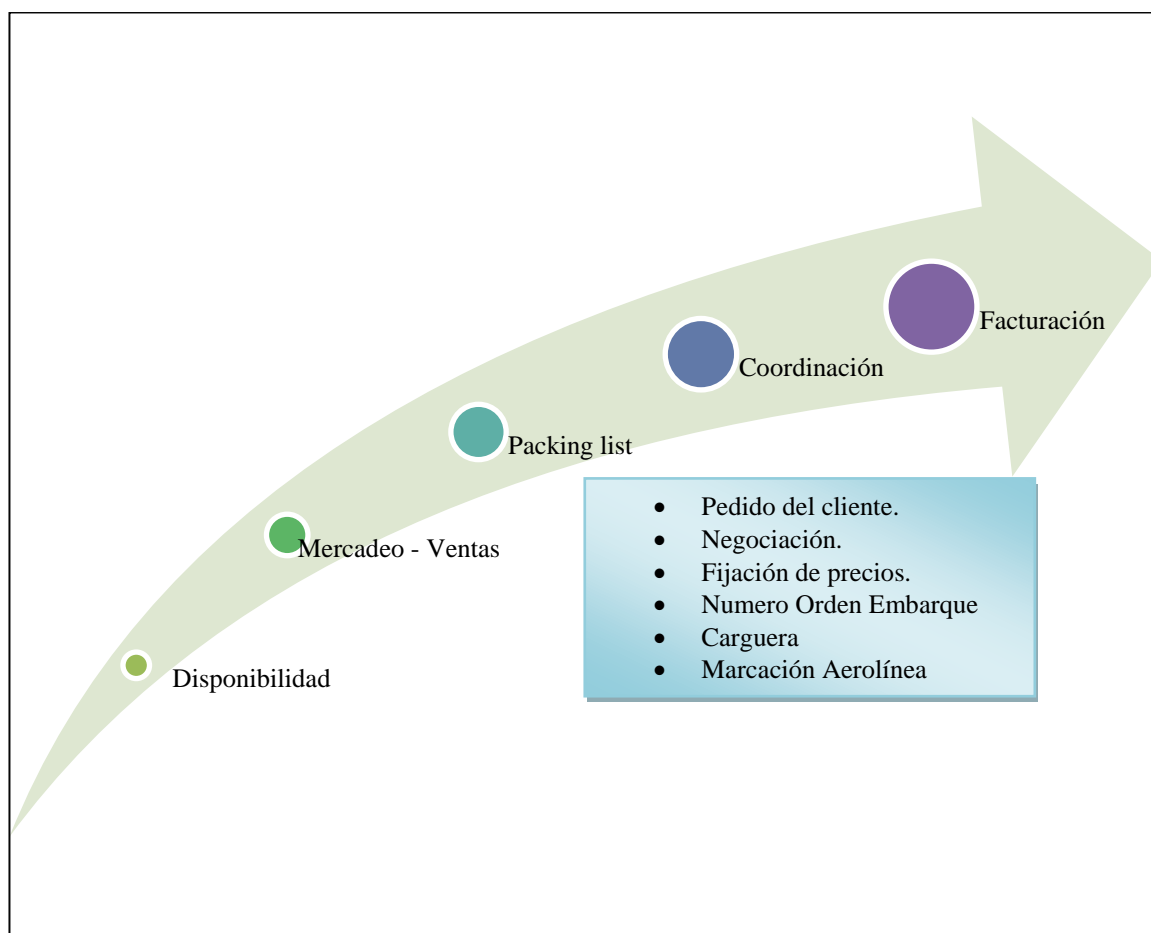 Facturación
Coordinación
Packing list
Mercadeo - Ventas
Disponibilidad
• Pedido del cliente.
• Negociación.
• Fijación de precios.
• Numero Orden Embarque
• Carguera
• Marcación Aerolínea